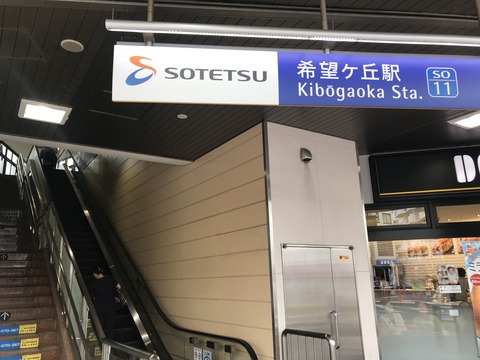 SOTETSU
希望ケ丘駅
Kibōgaoka Sta.
SO
11
D